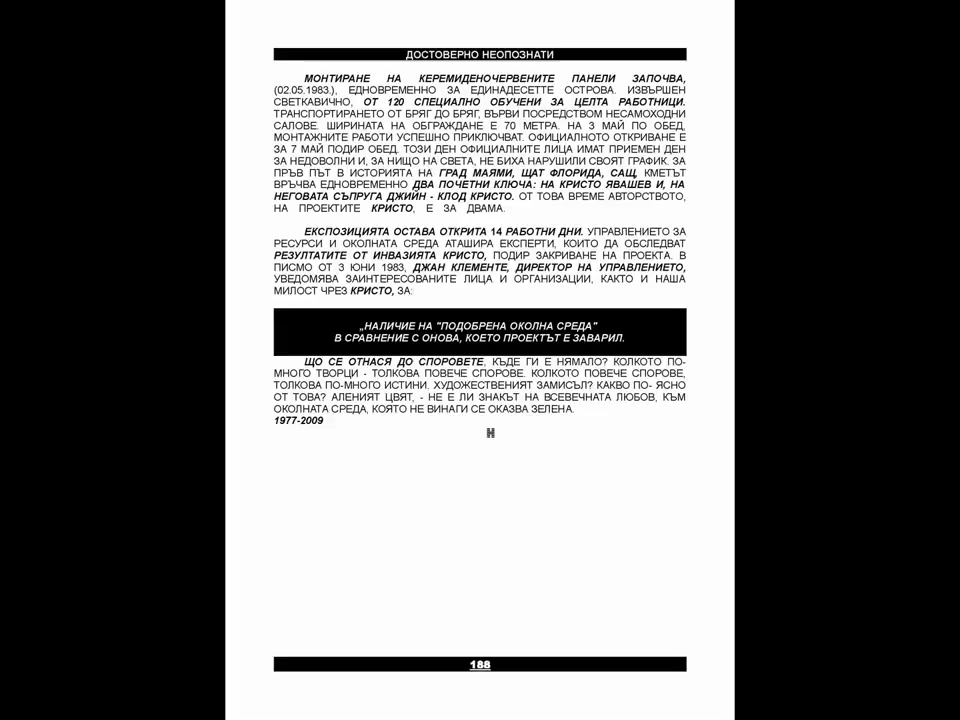 ДОСТОВЕРНО НЕОПОЗНАТИ
МОНТИРАНЕ НА КЕРЕМИДЕНОЧЕРВЕНИТЕ ПАНЕЛИ ЗАПОЧВА,
(02.05.1983.), ЕДНОВРЕМЕННО ЗА ЕДИНАДЕСЕТТЕ ОСТРОВА. ИЗВЪРШЕН
СВЕТКАВИЧНО, ОТ 120 СПЕЦИАЛНО ОБУЧЕНИ ЗА ЦЕЛТА РАБОТНИЦИ.
ТРАНСПОРТИРАНЕТО ОТ БРЯГ ДО БРЯГ, ВЪРВИ ПОСРЕДСТВОМ НЕСАМОХОДНИ
САЛОВЕ. ШИРИНАТА НА ОБГРАЖДАНЕ Е 70 МЕТРА. НА 3 МАЙ ПО ОБЕД,
МОНТАЖНИТЕ РАБОТИ УСПЕШНО ПРИКЛЮЧВАТ. ОФИЦИАЛНОТО ОТКРИВАНЕ Е
ЗА 7 МАЙ ПОДИР ОБЕД. ТОЗИ ДЕН ОФИЦИАЛНИТЕ ЛИЦА ИМАТ ПРИЕМЕН ДЕН
ЗА НЕДОВОЛНИ И, ЗА НИЩО НА СВЕТА, НЕ БИХА НАРУШИЛИ СВОЯТ ГРАФИК. ЗА
ПРЪВ ПЪТ В ИСТОРИЯТА НА ГРАД МАЯМИ, ЩАТ ФЛОРИДА, САЩ, КМЕТЪТ
ВРЪЧВА ЕДНОВРЕМЕННО ДВА ПОЧЕТНИ КЛЮЧА: НА КРИСТО ЯВАШЕВ И, НА
НЕГОВАТА СЪПРУГА ДЖИЙН - КЛОД КРИСТО. ОТ ТОВА ВРЕМЕ АВТОРСТВОТО,
НА ПРОЕКТИТЕ КРИСТО, Е ЗА ДВАМА.
ЕКСПОЗИЦИЯТА ОСТАВА ОТКРИТА 14 РАБОТНИ ДНИ. УПРАВЛЕНИЕТО ЗА
РЕСУРСИ И ОКОЛНАТА СРЕДА АТАШИРА ЕКСПЕРТИ, КОИТО ДА ОБСЛЕДВАТ
РЕЗУЛТАТИТЕ ОТ ИНВАЗИЯТА КРИСТО, ПОДИР ЗАКРИВАНЕ НА ПРОЕКТА. В
ПИСМО ОТ 3 ЮНИ 1983, ДЖАН КЛЕМЕНТЕ, ДИРЕКТОР НА УПРАВЛЕНИЕТО,
УВЕДОМЯВА ЗАИНТЕРЕСОВАНИТЕ ЛИЦА И ОРГАНИЗАЦИИ, КАКТО И НАША
МИЛОСТ ЧРЕЗ КРИСТО, ЗА:
„НАЛИЧИЕ НА "ПОДОБРЕНА ОКОЛНА СРЕДА"
В СРАВНЕНИЕ С ОНОВА, КОЕТО ПРОЕКТЪТ Е ЗАВАРИЛ.
ЩО СЕ ОТНАСЯ ДО СПОРОВЕТЕ, КЪДЕ ГИ Е НЯМАЛО? КОЛКОТО ПО-
МНОГО ТВОРЦИ - ТОЛКОВА ПОВЕЧЕ СПОРОВЕ. КОЛКОТО ПОВЕЧЕ СПОРОВЕ,
ТОЛКОВА ПО-МНОГО ИСТИНИ. ХУДОЖЕСТВЕНИЯТ ЗАМИСЪЛ? КАКВО ПО- ЯСНО
ОТ ТОВА? АЛЕНИЯТ ЦВЯТ, - НЕ Е ЛИ ЗНАКЪТ НА ВСЕВЕЧНАТА ЛЮБОВ, КЪМ
ОКОЛНАТА СРЕДА, КОЯТО НЕ ВИНАГИ СЕ ОКАЗВА ЗЕЛЕНА.
1977-2009
Н
188